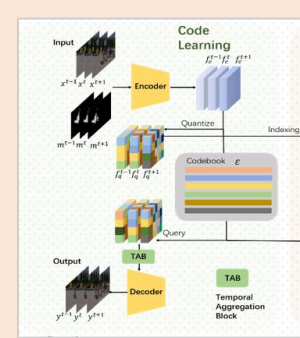 Code
Learning
Input
f_e^{t-1} f_e^t f_e^{t+1}
x^{t-1} x^t x^{t+1}
Encoder
m^{t-1} m^t m^{t+1}
Quantize
Indexing
f_q^{t-1} f_q^t f_q^{t+1}
Codebook ε
Query
TAB
Output
Decoder
TAB
Temporal
Aggregation
Block
y^{t-1} y^t y^{t+1}